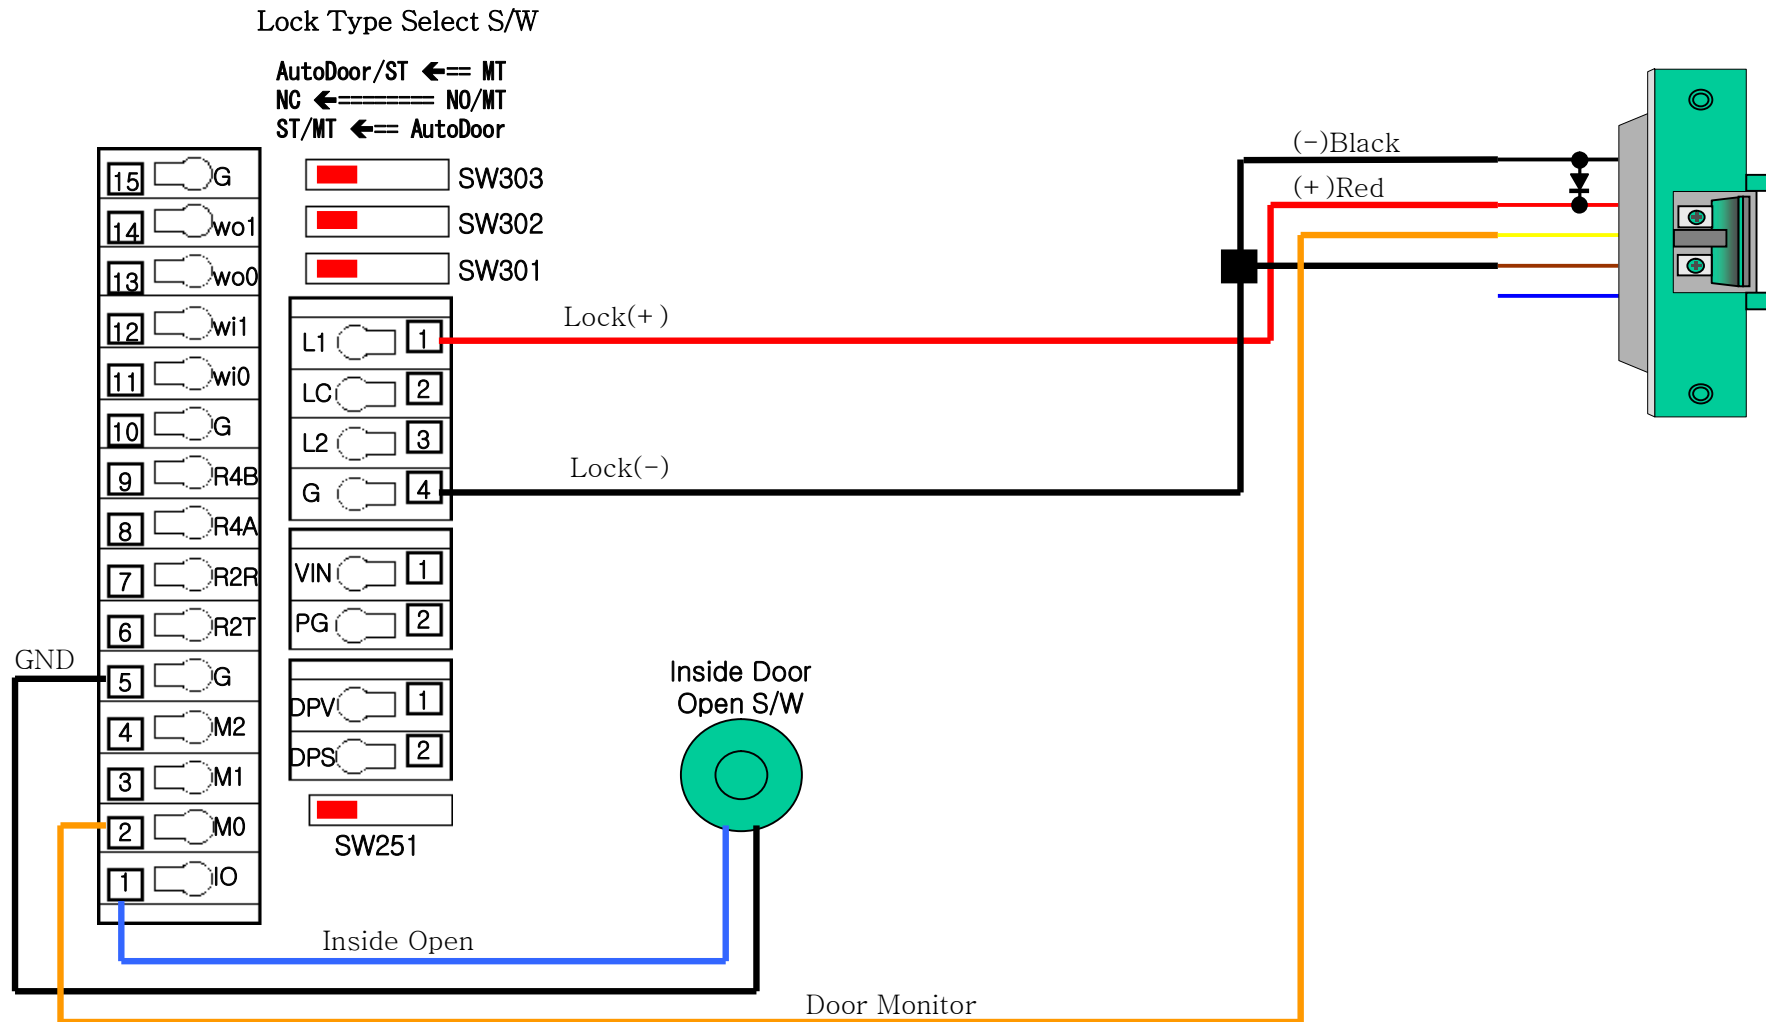 Lock Type Select S/W
AutoDoor/ST 🡸== MT
NC 🡸======== NO/MT
ST/MT 🡸== AutoDoor
SW303
SW302
SW301
15 G
14 wo1
13 wo0
12 wi1
11 wi0
10 G
9 R4B
8 R4A
7 R2R
6 R2T
5 G
4 M2
3 M1
2 M0
1 IO
L1 1
LC 2
L2 3
G 4
VIN 1
PG 2
DPV 1
DPS 2
SW251
(-)Black
(+)Red
Lock(+)
Lock(-)
GND
Inside Door
Open S/W
Inside Open
Door Monitor